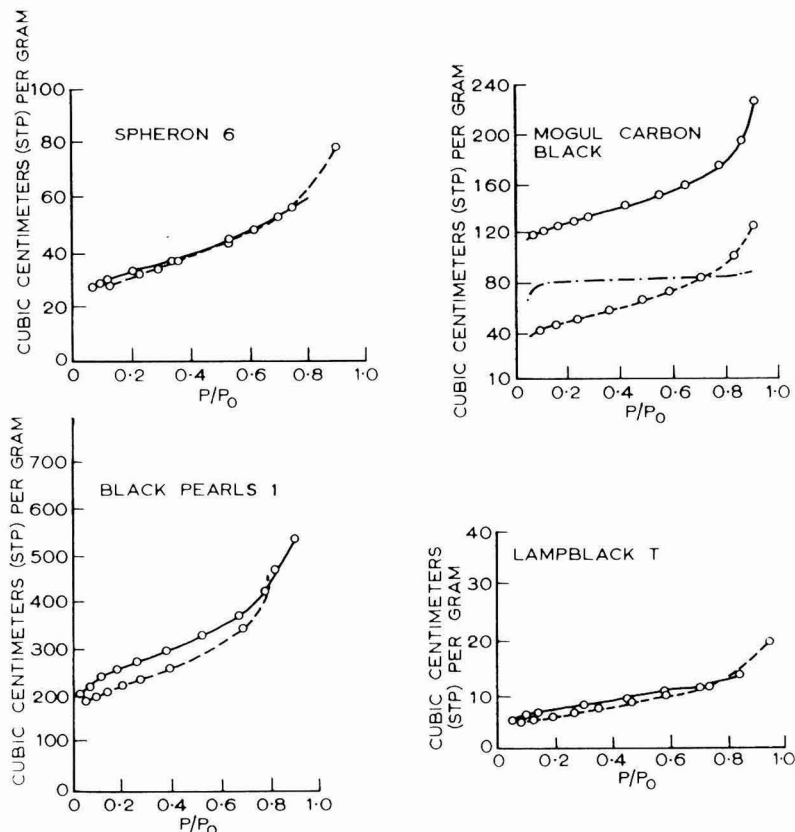 CUBIC CENTIMETERS (STP) PER GRAM
100
80
60
40
20
0
SPHERON 6
0 0·2 0·4 0·6 0·8 1·0
P/P0
CUBIC CENTIMETERS (STP) PER GRAM
240
200
160
120
80
40
10
MOGUL CARBON
BLACK
0 0·2 0·4 0·6 0·8 1·0
P/P0
CUBIC CENTIMETERS (STP) PER GRAM
700
600
500
400
300
200
100
0
BLACK PEARLS 1
0 0·2 0·4 0·6 0·8 1·0
P/P0
CUBIC CENTIMETERS
(STP) PER GRAM
40
30
20
10
0
LAMPBLACK T
0 0·2 0·4 0·6 0·8 1·0
P/P0